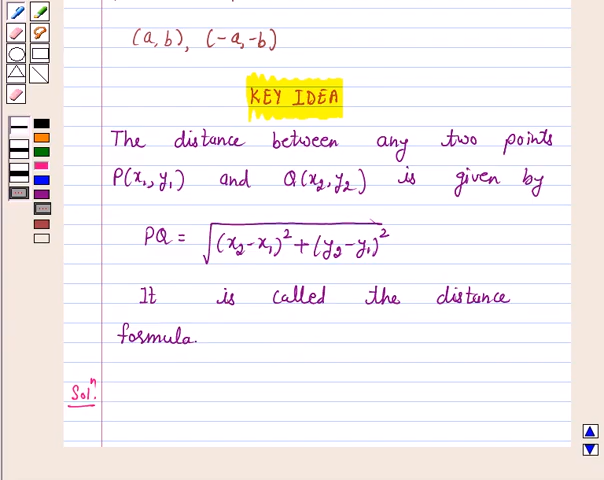 (a, b), (-a, -b)
KEY IDEA
The distance between any two points
P(x₁, y₁) and Q(x₂, y₂) is given by
PQ = √(x₂-x₁)² + (y₂-y₁)²
It is called the distance
formula.
Solⁿ.